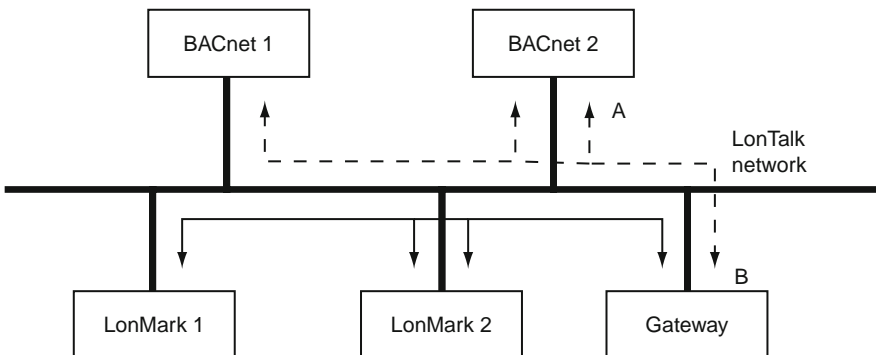 BACnet 1
BACnet 2
A
LonTalk
network
B
LonMark 1
LonMark 2
Gateway